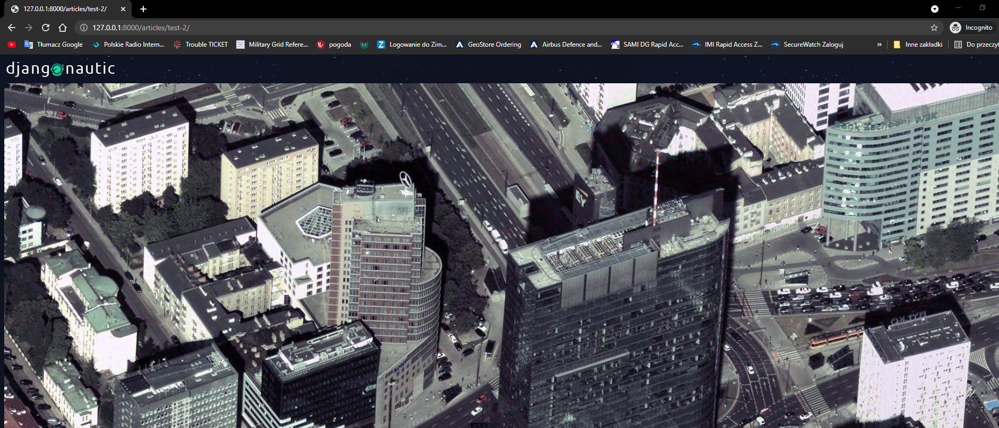 127.0.0.1:8000/articles/test-2/
127.0.0.1:8000/articles/test-2/
Incognito
Tłumacz Google
Polskie Radio Intern...
Trouble TICKET
Military Grid Refere...
pogoda
Logowanie do Zim...
GeoStore Ordering
Airbus Defence and...
SAMI DG Rapid Acc...
IMI Rapid Access Z...
SecureWatch Zaloguj
»
Inne zakładki
Do przeczyt
djangonautic
Bank Zachodni WBK
EY